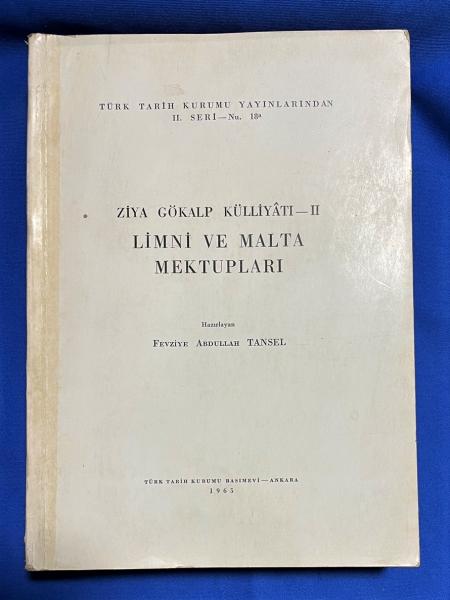 TÜRK TARİH KURUMU YAYINLARINDAN
II. SERİ—Nu. 18ª
ZİYA GÖKALP KÜLLİYÂTI—II
LİMNİ VE MALTA
MEKTUPLARI
Hazırlayan
FEVZİYE ABDULLAH TANSEL
TÜRK TARİH KURUMU BASIMEVİ—ANKARA
1965